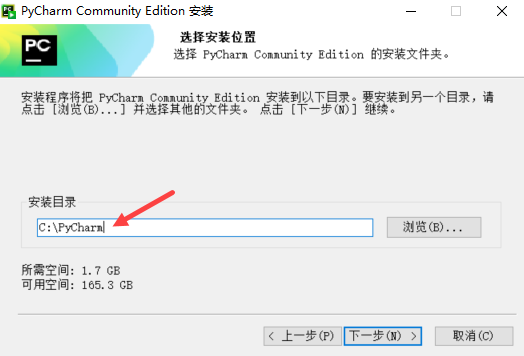 PyCharm Community Edition 安装
PC
选择安装位置
选择 PyCharm Community Edition 的安装文件夹。
安装程序将把 PyCharm Community Edition 安装到以下目录。要安装到另一个目录，请
点击 [浏览(B)...] 并选择其他的文件夹。 点击 [下一步(N)] 继续。
安装目录
C:\PyCharm
浏览(B)...
所需空间: 1.7 GB
可用空间: 165.3 GB
< 上一步(P)
下一步(N) >
取消(C)